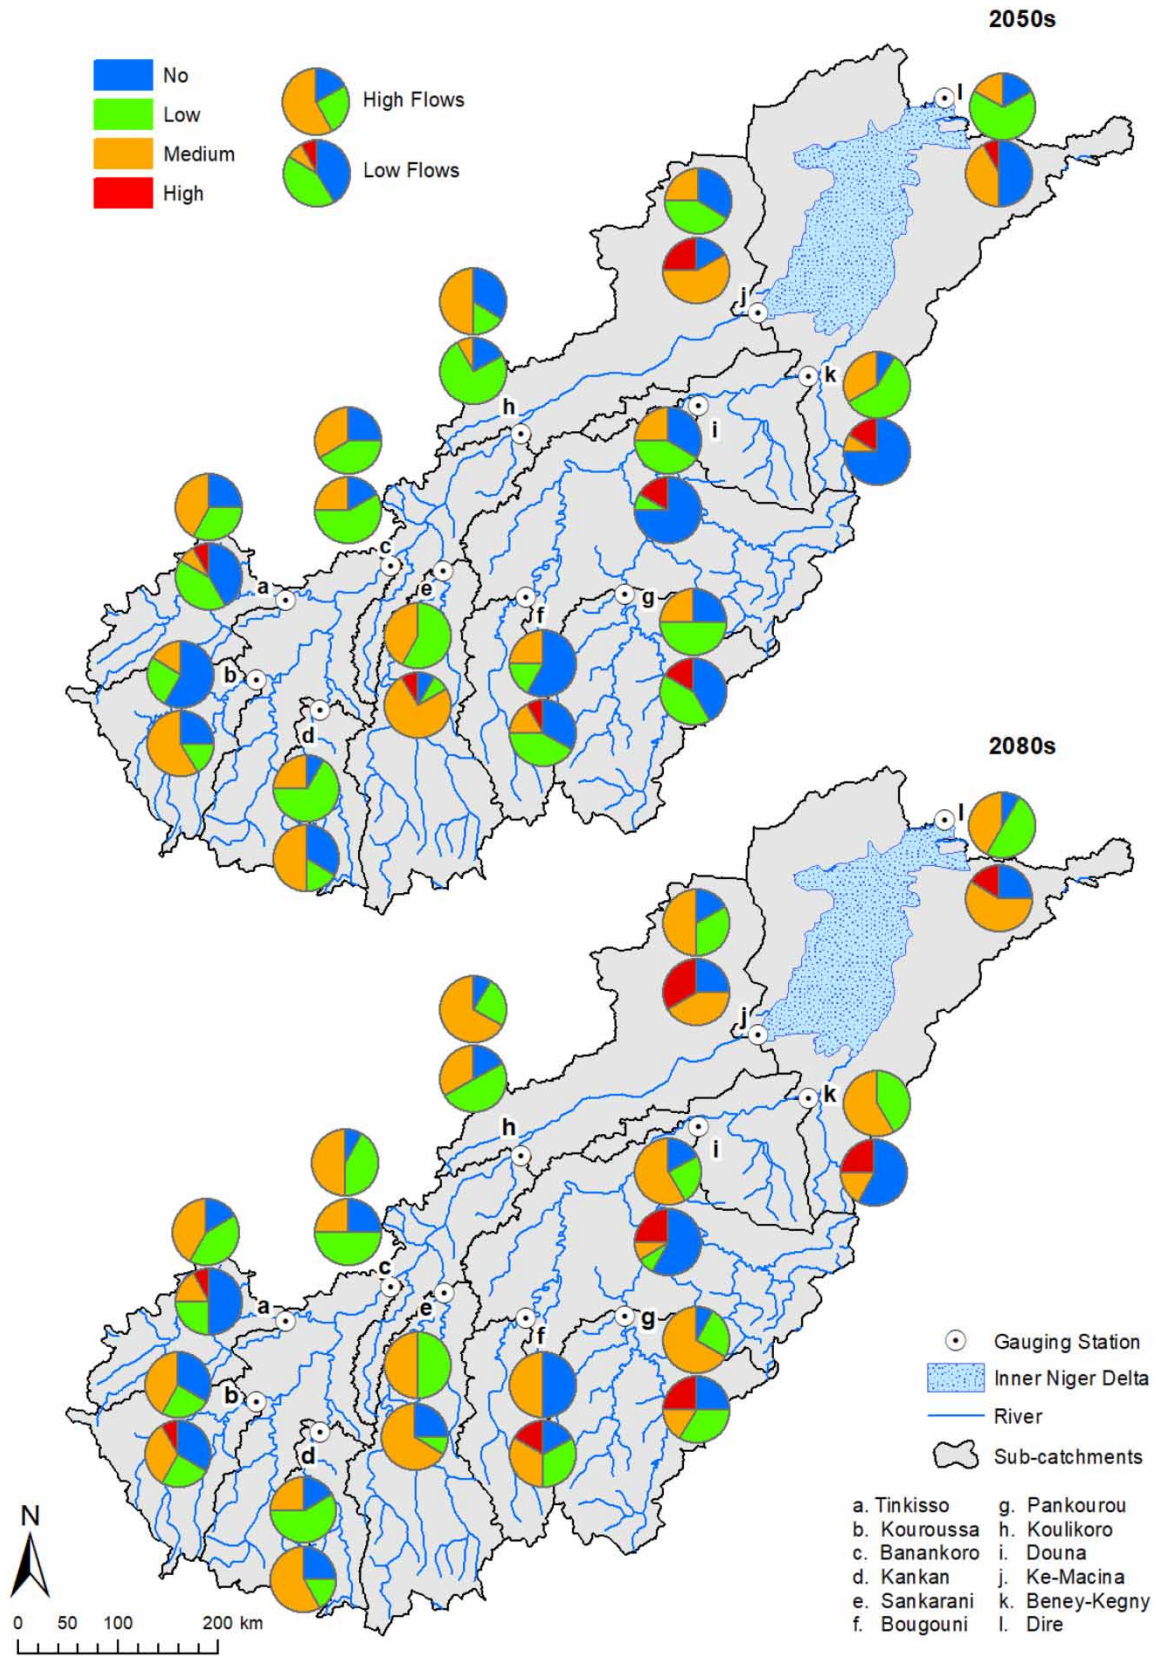 2050s
No
Low
Medium
High
High Flows
Low Flows
l
j
k
h
i
c
e
a
f
g
b
d
2080s
l
j
k
h
i
c
e
a
f
g
b
d
Gauging Station
Inner Niger Delta
River
Sub-catchments
N
0 50 100 200 km
a. Tinkisso g. Pankourou
b. Kouroussa h. Koulikoro
c. Banankoro i. Douna
d. Kankan j. Ke-Macina
e. Sankarani k. Beney-Kegny
f. Bougouni l. Dire